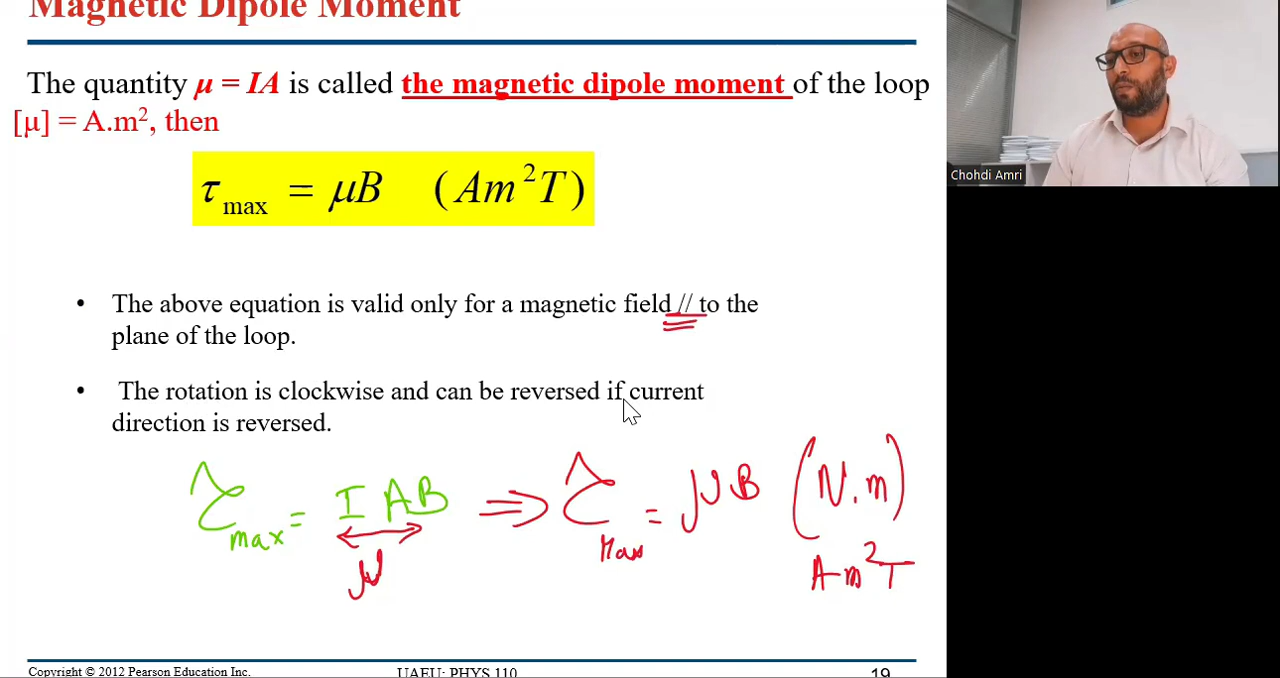 Magnetic Dipole Moment
The quantity μ = IA is called the magnetic dipole moment of the loop
[μ] = A.m², then
τmax = μB (Am²T)
• The above equation is valid only for a magnetic field // to the
plane of the loop.
• The rotation is clockwise and can be reversed if current
direction is reversed.
τmax = IAB ⇒ τMax = μB (N.m)
μ
Am²T
Copyright © 2012 Pearson Education Inc.
UAEU: PHYS 110
19
Chohdi Amri